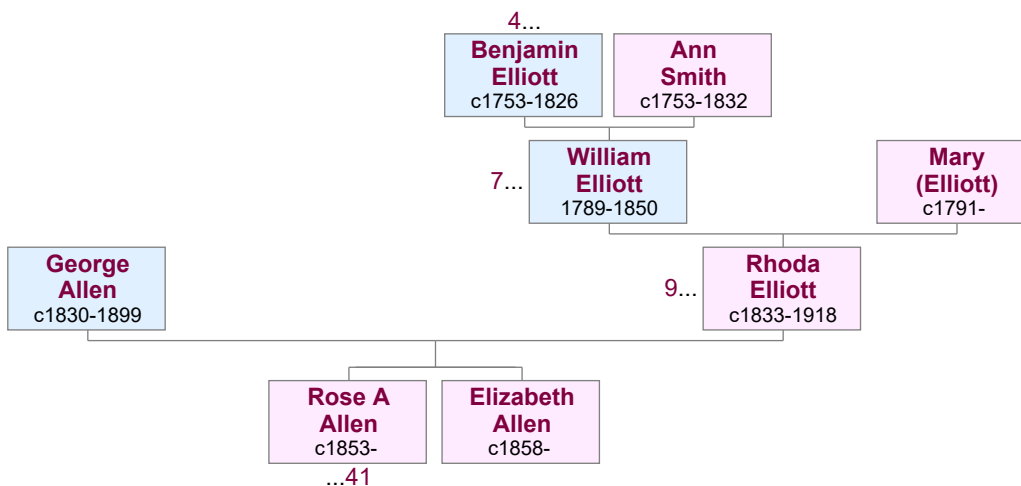 4...
Benjamin
Elliott
c1753-1826
Ann
Smith
c1753-1832
7...
William
Elliott
1789-1850
Mary
(Elliott)
c1791-
George
Allen
c1830-1899
9...
Rhoda
Elliott
c1833-1918
Rose A
Allen
c1853-
Elizabeth
Allen
c1858-
...41